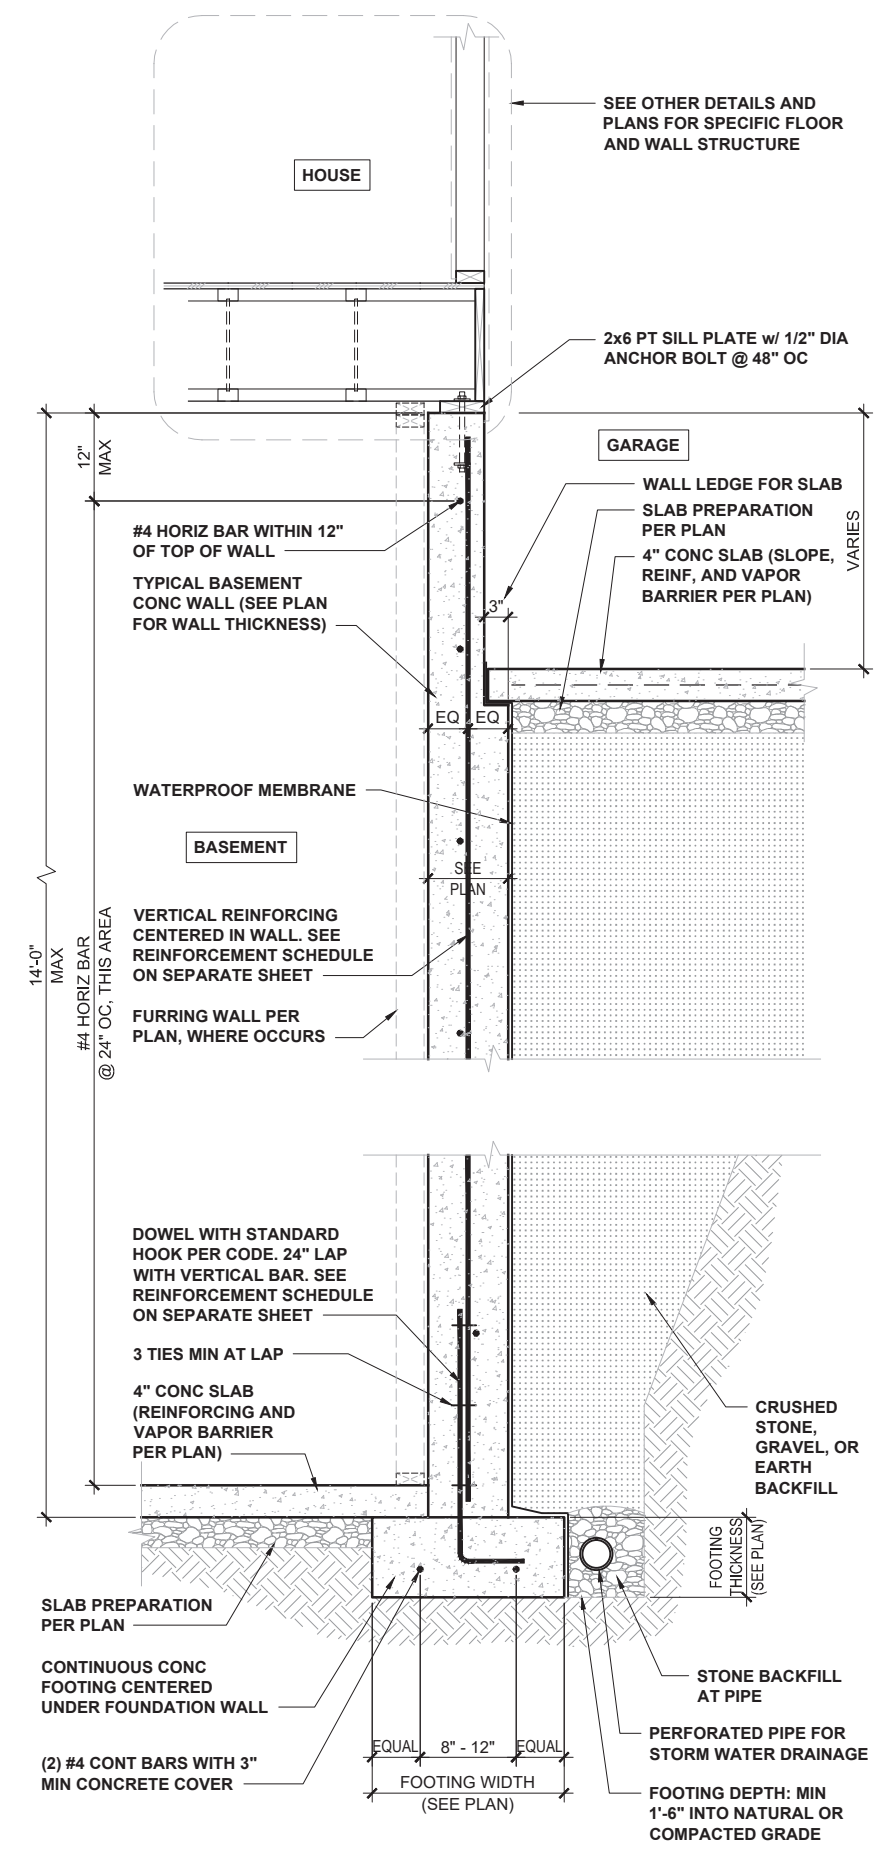 SEE OTHER DETAILS AND
PLANS FOR SPECIFIC FLOOR
AND WALL STRUCTURE
HOUSE
2x6 PT SILL PLATE w/ 1/2" DIA
ANCHOR BOLT @ 48" OC
12"
MAX
GARAGE
WALL LEDGE FOR SLAB
SLAB PREPARATION
PER PLAN
4" CONC SLAB (SLOPE,
REINF, AND VAPOR
BARRIER PER PLAN)
VARIES
#4 HORIZ BAR WITHIN 12"
OF TOP OF WALL
TYPICAL BASEMENT
CONC WALL (SEE PLAN
FOR WALL THICKNESS)
3"
EQ
EQ
WATERPROOF MEMBRANE
BASEMENT
SEE
PLAN
VERTICAL REINFORCING
CENTERED IN WALL. SEE
REINFORCEMENT SCHEDULE
ON SEPARATE SHEET
14'-0"
MAX
#4 HORIZ BAR
@ 24" OC, THIS AREA
FURRING WALL PER
PLAN, WHERE OCCURS
DOWEL WITH STANDARD
HOOK PER CODE. 24" LAP
WITH VERTICAL BAR. SEE
REINFORCEMENT SCHEDULE
ON SEPARATE SHEET
3 TIES MIN AT LAP
4" CONC SLAB
(REINFORCING AND
VAPOR BARRIER
PER PLAN)
CRUSHED
STONE,
GRAVEL, OR
EARTH
BACKFILL
FOOTING
THICKNESS
(SEE PLAN)
SLAB PREPARATION
PER PLAN
CONTINUOUS CONC
FOOTING CENTERED
UNDER FOUNDATION WALL
(2) #4 CONT BARS WITH 3"
MIN CONCRETE COVER
EQUAL
8" - 12"
EQUAL
FOOTING WIDTH
(SEE PLAN)
STONE BACKFILL
AT PIPE
PERFORATED PIPE FOR
STORM WATER DRAINAGE
FOOTING DEPTH: MIN
1'-6" INTO NATURAL OR
COMPACTED GRADE